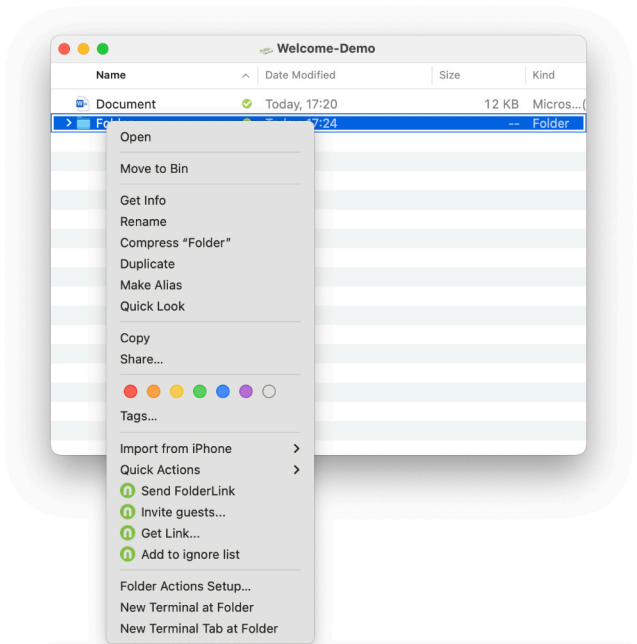 Welcome-Demo
Name Date Modified Size Kind
Document Today, 17:20 12 KB Micros...(
17:24 -- Folder
Open
Move to Bin
Get Info
Rename
Compress “Folder”
Duplicate
Make Alias
Quick Look
Copy
Share...
Tags...
Import from iPhone
Quick Actions
Send FolderLink
Invite guests...
Get Link...
Add to ignore list
Folder Actions Setup...
New Terminal at Folder
New Terminal Tab at Folder